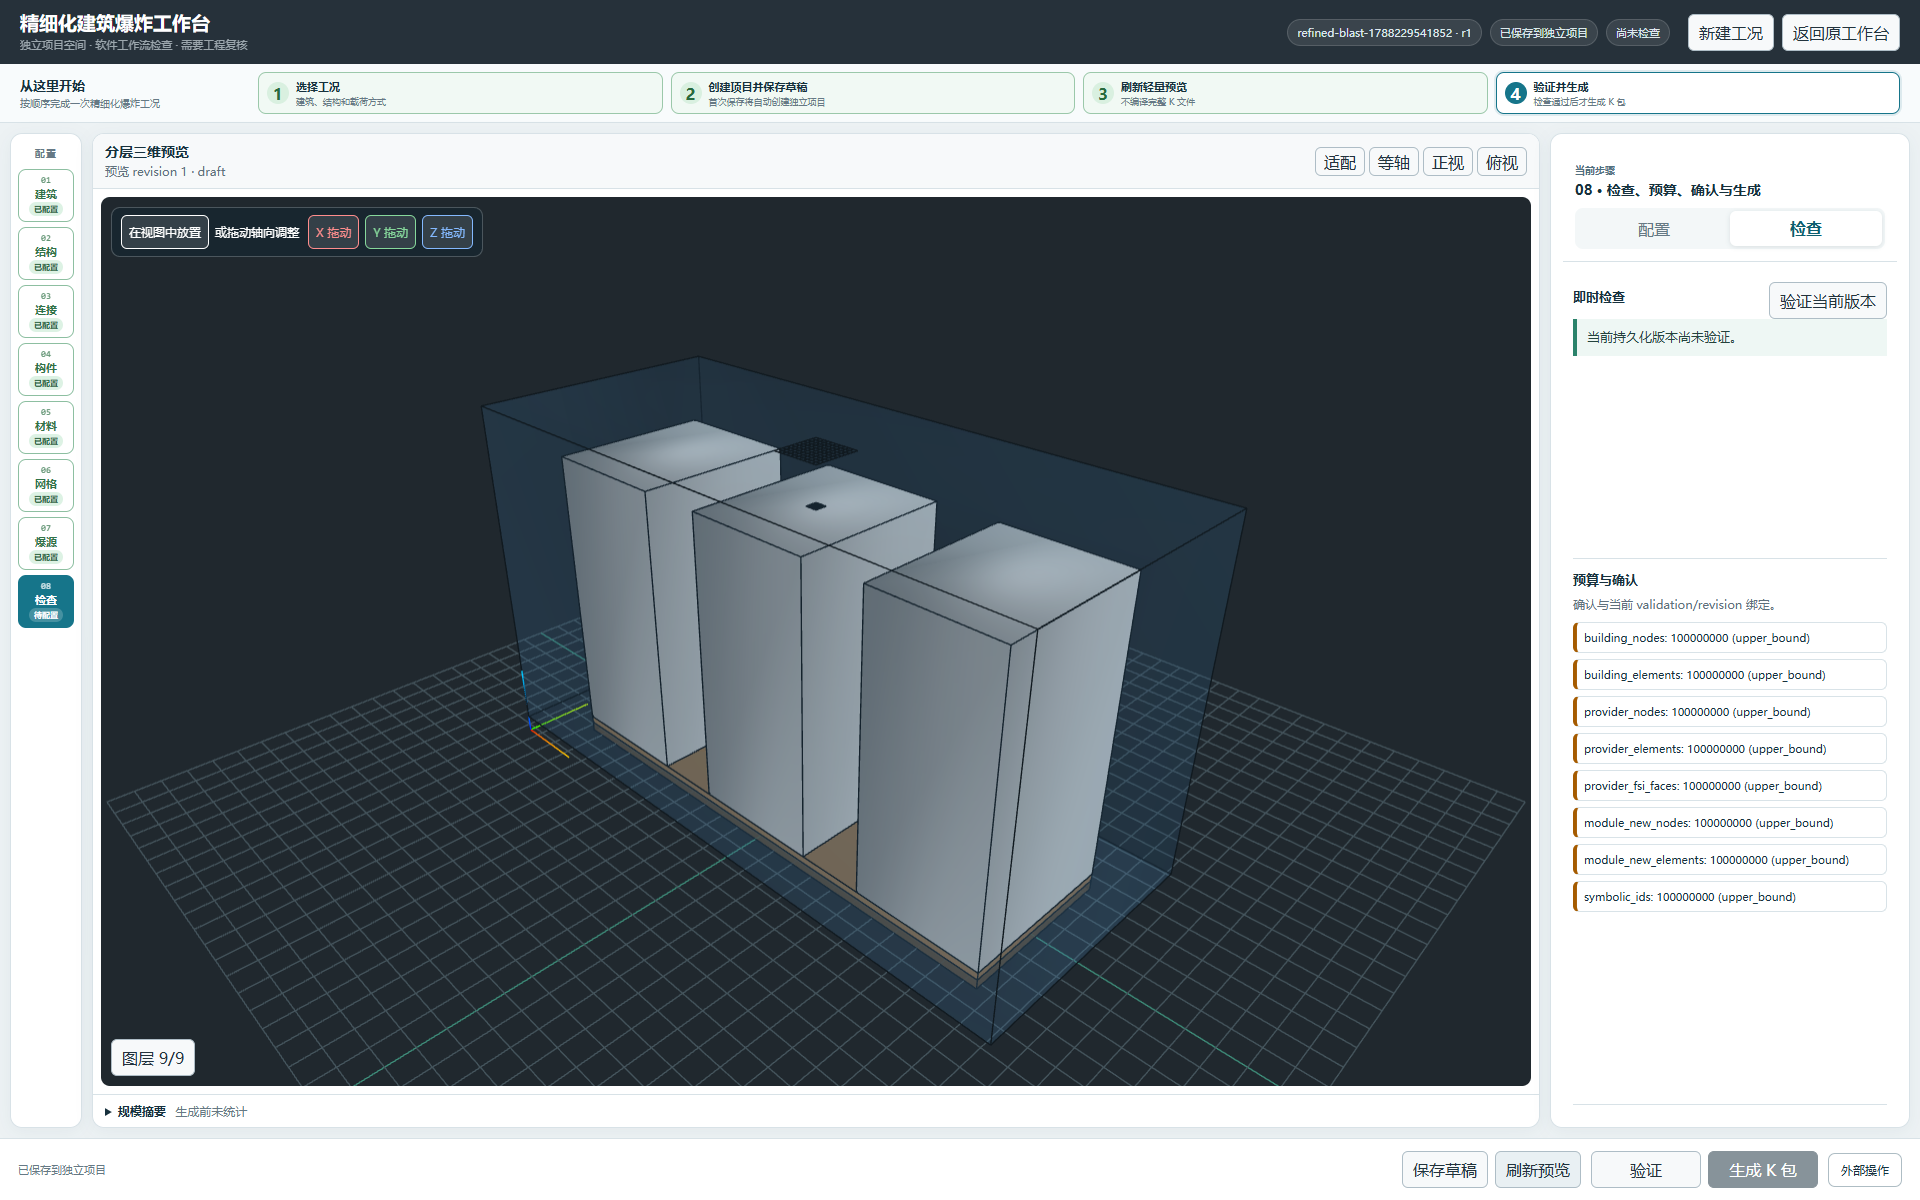 精细化建筑爆炸工作台
独立项目空间 · 软件工作流检查 · 需要工程复核
refined-blast-1788229541852 · r1
已保存到独立项目
尚未检查
新建工况
返回原工作台
从这里开始
按顺序完成一次精细化爆炸工况
1
选择工况
建筑、结构和载荷方式
2
创建项目并保存草稿
首次保存将自动创建独立项目
3
刷新轻量预览
不编译完整 K 文件
4
验证并生成
检查通过后才生成 K 包
配置
01
建筑
已配置
02
结构
已配置
03
连接
已配置
04
构件
已配置
05
材料
已配置
06
网格
已配置
07
爆源
已配置
08
检查
待配置
分层三维预览
预览 revision 1 · draft
适配
等轴
正视
俯视
在视图中放置
或拖动轴向调整
X 拖动
Y 拖动
Z 拖动
图层 9/9
规模摘要
生成前未统计
当前步骤
08 • 检查、预算、确认与生成
配置
检查
即时检查
验证当前版本
当前持久化版本尚未验证。
预算与确认
确认与当前 validation/revision 绑定。
building_nodes: 100000000 (upper_bound)
building_elements: 100000000 (upper_bound)
provider_nodes: 100000000 (upper_bound)
provider_elements: 100000000 (upper_bound)
provider_fsi_faces: 100000000 (upper_bound)
module_new_nodes: 100000000 (upper_bound)
module_new_elements: 100000000 (upper_bound)
symbolic_ids: 100000000 (upper_bound)
已保存到独立项目
保存草稿
刷新预览
验证
生成 K 包
外部操作